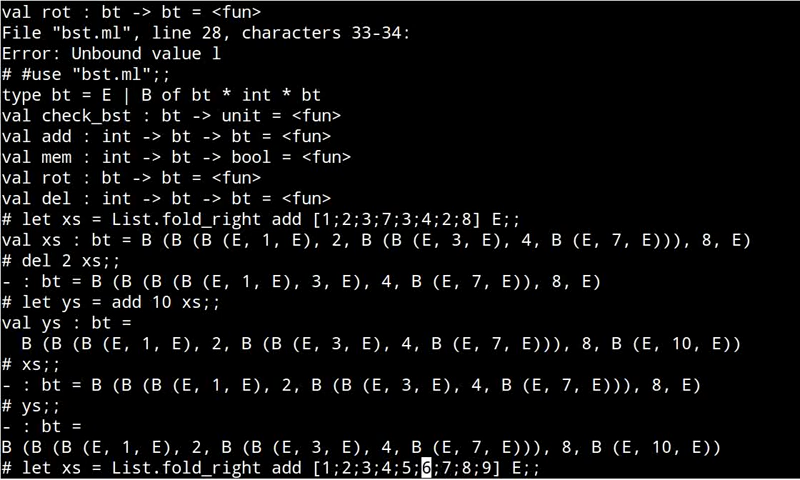 val rot : bt -> bt = <fun>
File "bst.ml", line 28, characters 33-34:
Error: Unbound value l
# #use "bst.ml";;
type bt = E | B of bt * int * bt
val check_bst : bt -> unit = <fun>
val add : int -> bt -> bt = <fun>
val mem : int -> bt -> bool = <fun>
val rot : bt -> bt = <fun>
val del : int -> bt -> bt = <fun>
# let xs = List.fold_right add [1;2;3;7;3;4;2;8] E;;
val xs : bt = B (B (B (E, 1, E), 2, B (B (E, 3, E), 4, B (E, 7, E))), 8, E)
# del 2 xs;;
- : bt = B (B (B (B (E, 1, E), 3, E), 4, B (E, 7, E)), 8, E)
# let ys = add 10 xs;;
val ys : bt =
  B (B (B (E, 1, E), 2, B (B (E, 3, E), 4, B (E, 7, E))), 8, B (E, 10, E))
# xs;;
- : bt = B (B (B (E, 1, E), 2, B (B (E, 3, E), 4, B (E, 7, E))), 8, E)
# ys;;
- : bt =
B (B (B (E, 1, E), 2, B (B (E, 3, E), 4, B (E, 7, E))), 8, B (E, 10, E))
# let xs = List.fold_right add [1;2;3;4;5;6;7;8;9] E;;